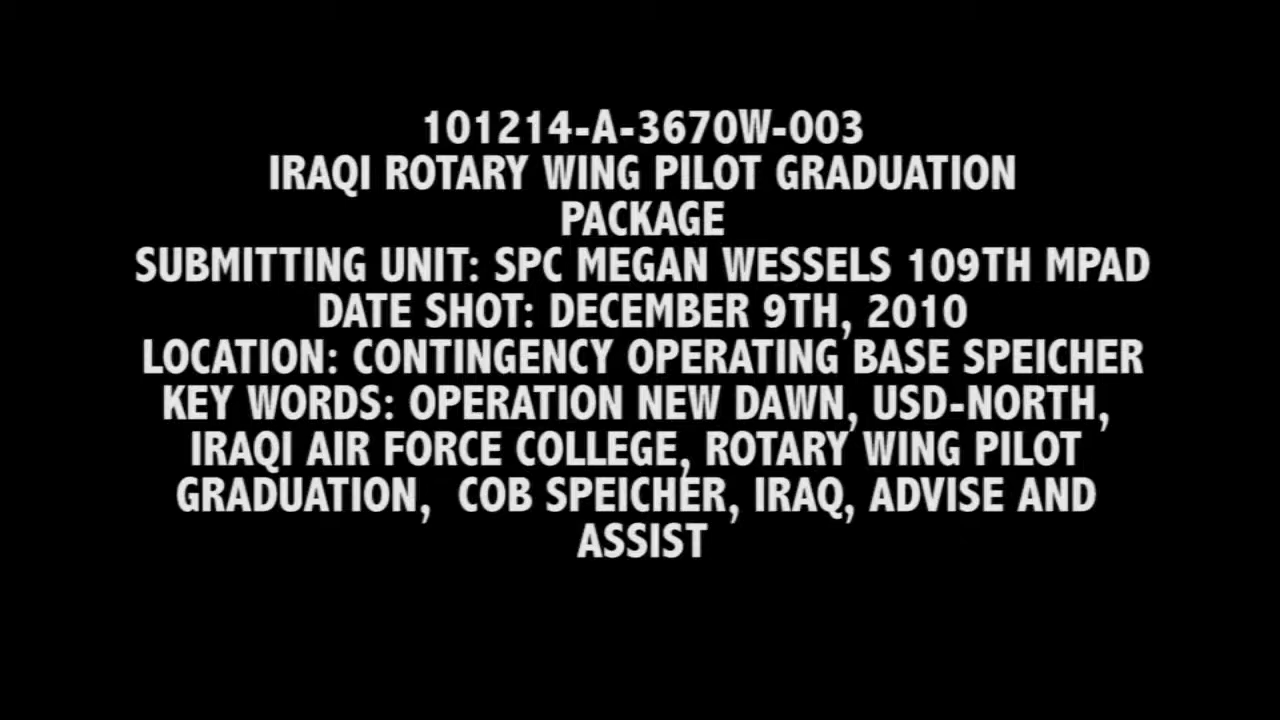 101214-A-3670W-003
IRAQI ROTARY WING PILOT GRADUATION
PACKAGE
SUBMITTING UNIT: SPC MEGAN WESSELS 109TH MPAD
DATE SHOT: DECEMBER 9TH, 2010
LOCATION: CONTINGENCY OPERATING BASE SPEICHER
KEY WORDS: OPERATION NEW DAWN, USD-NORTH,
IRAQI AIR FORCE COLLEGE, ROTARY WING PILOT
GRADUATION,  COB SPEICHER, IRAQ, ADVISE AND
ASSIST